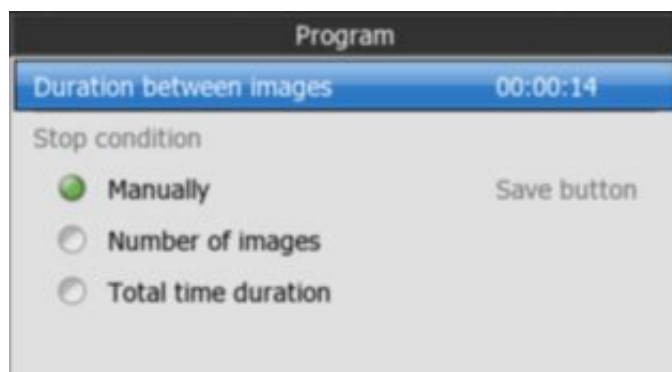 Program
Duration between images 00:00:14
Stop condition
Manually Save button
Number of images
Total time duration